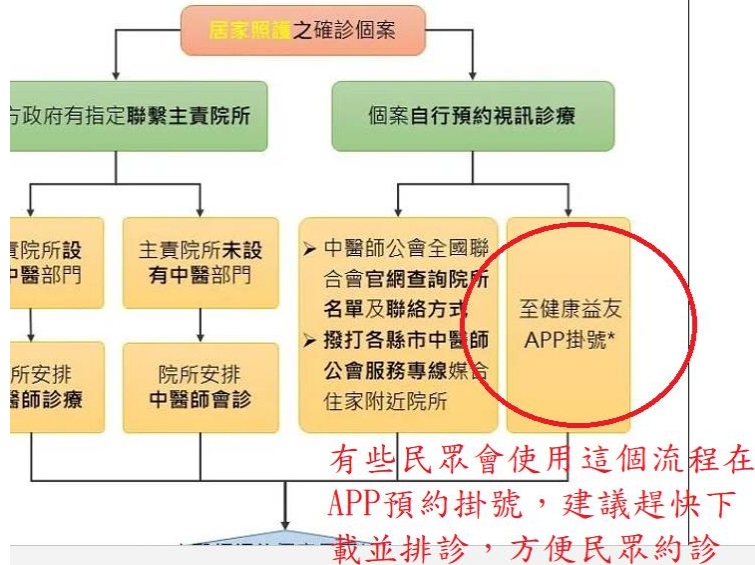 居家照護之確診個案
方政府有指定聯繫主責院所
個案自行預約視訊診療
責院所設
中醫部門
主責院所未設
有中醫部門
➢ 中醫師公會全國聯
合會官網查詢院所
名單及聯絡方式
➢ 撥打各縣市中醫師
公會服務專線媒合
住家附近院所
至健康益友
APP掛號*
所安排
醫師診療
院所安排
中醫師會診
有些民眾會使用這個流程在
APP預約掛號，建議趕快下
載並排診，方便民眾約診